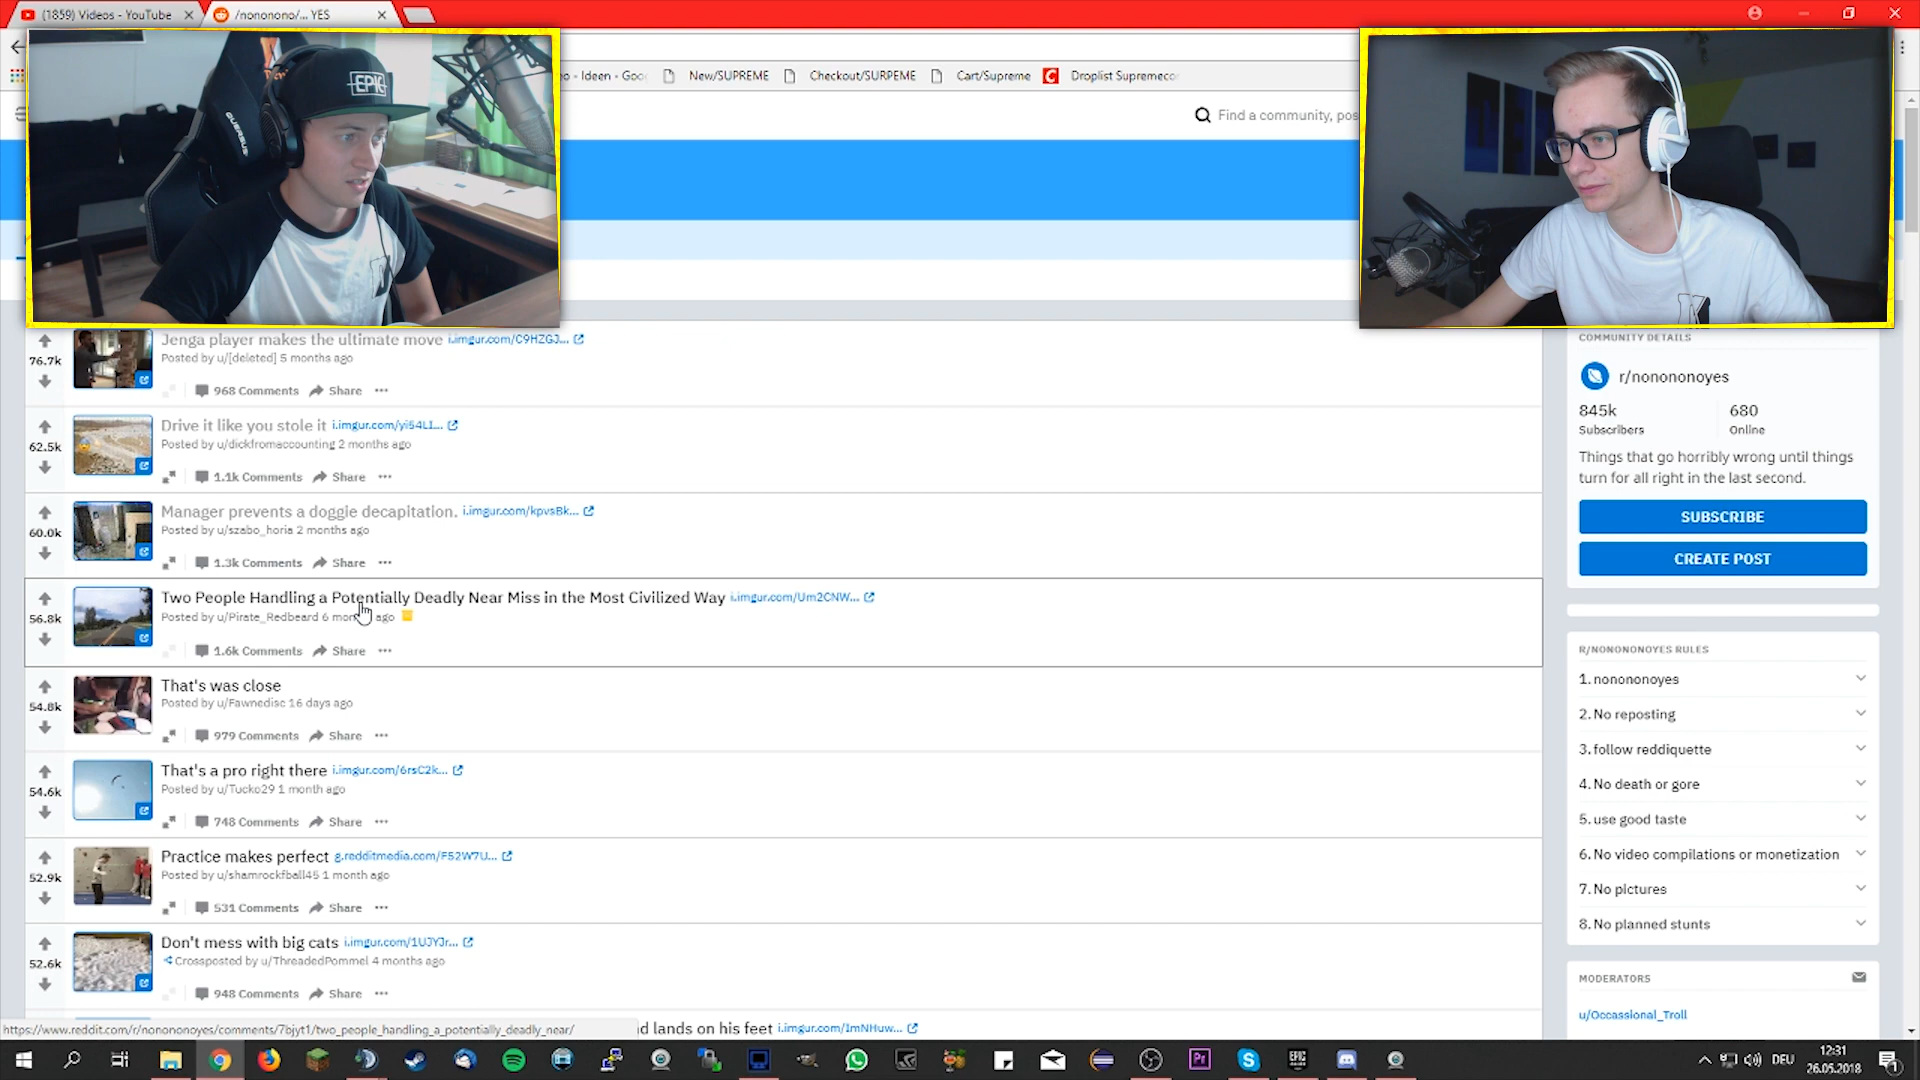 (1859) Videos - YouTube
/nonononо/... YES
eo - Ideen - Goo
New/SUPREME
Checkout/SURPEME
Cart/Supreme
Droplist Supremeco
Find a community, pos
EPIC
QUERSUS
Jenga player makes the ultimate move i.imgur.com/C9HZGJ...
Posted by u/[deleted] 5 months ago
76.7k
968 Comments Share
Drive it like you stole it i.imgur.com/yi54LI...
Posted by u/dickfromaccounting 2 months ago
62.5k
1.1k Comments Share
Manager prevents a doggie decapitation. i.imgur.com/kpvsBk...
Posted by u/szabo_horia 2 months ago
60.0k
1.3k Comments Share
Two People Handling a Potentially Deadly Near Miss in the Most Civilized Way i.imgur.com/Um2CNW...
Posted by u/Pirate_Redbeard 6 mon ago
56.8k
1.6k Comments Share
That's was close
Posted by u/Fawnedisc 16 days ago
54.8k
979 Comments Share
That's a pro right there i.imgur.com/6rsC2k...
Posted by u/Tucko29 1 month ago
54.6k
748 Comments Share
Practice makes perfect g.redditmedia.com/F52W7U...
Posted by u/shamrockfball45 1 month ago
52.9k
531 Comments Share
Don't mess with big cats i.imgur.com/1UJYJr...
Crossposted by u/ThreadedPommel 4 months ago
52.6k
948 Comments Share
d lands on his feet i.imgur.com/1mNHuw...
https://www.reddit.com/r/nonononoyes/comments/7bjyt1/two_people_handling_a_potentially_deadly_near/
COMMUNITY DETAILS
r/nonononoyes
845k 680
Subscribers Online
Things that go horribly wrong until things
turn for all right in the last second.
SUBSCRIBE
CREATE POST
R/NONONONOYES RULES
1. nonononoyes
2. No reposting
3. follow reddiquette
4. No death or gore
5. use good taste
6. No video compilations or monetization
7. No pictures
8. No planned stunts
MODERATORS
u/Occassional_Troll
Pr
EPIC
GAMES
DEU
12:31
26.05.2018
1